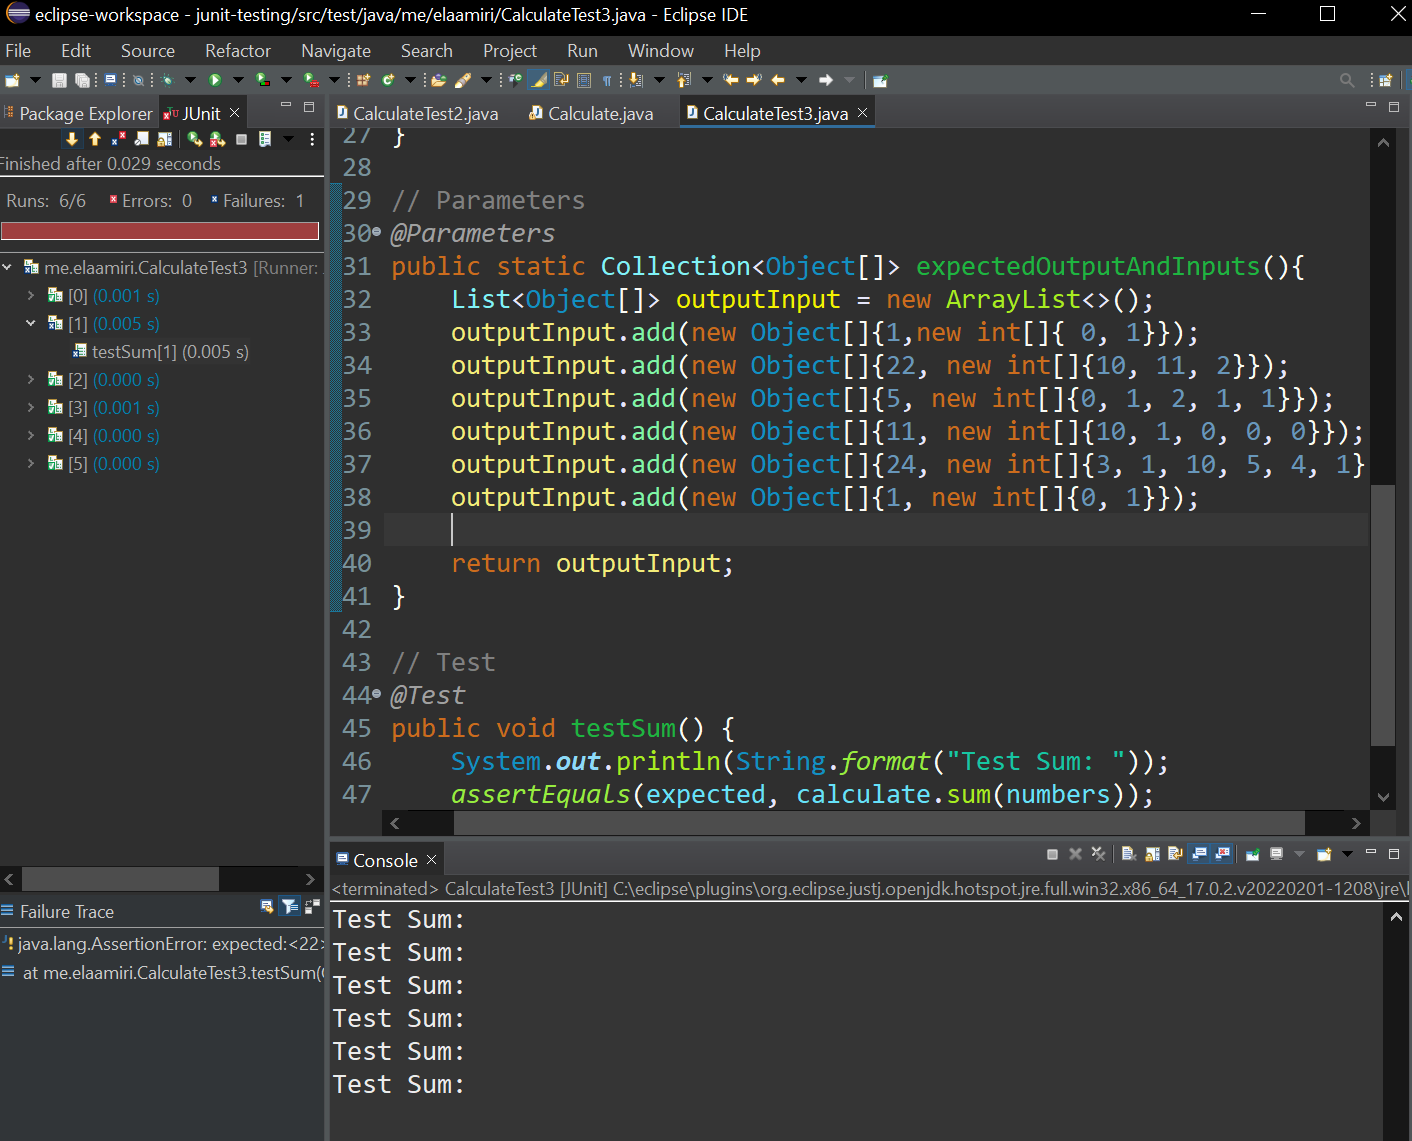 eclipse-workspace - junit-testing/src/test/java/me/elaamiri/CalculateTest3.java - Eclipse IDE
File Edit Source Refactor Navigate Search Project Run Window Help
Package Explorer JUnit
Finished after 0.029 seconds
Runs: 6/6 Errors: 0 Failures: 1
me.elaamiri.CalculateTest3 [Runner:
[0] (0.001 s)
[1] (0.005 s)
testSum[1] (0.005 s)
[2] (0.000 s)
[3] (0.001 s)
[4] (0.000 s)
[5] (0.000 s)
Failure Trace
java.lang.AssertionError: expected:<22>
at me.elaamiri.CalculateTest3.testSum(
CalculateTest2.java Calculate.java CalculateTest3.java
27 }
28
29 // Parameters
30 @Parameters
31 public static Collection<Object[]> expectedOutputAndInputs(){
32 List<Object[]> outputInput = new ArrayList<>();
33 outputInput.add(new Object[]{1,new int[]{ 0, 1}});
34 outputInput.add(new Object[]{22, new int[]{10, 11, 2}});
35 outputInput.add(new Object[]{5, new int[]{0, 1, 2, 1, 1}});
36 outputInput.add(new Object[]{11, new int[]{10, 1, 0, 0, 0}});
37 outputInput.add(new Object[]{24, new int[]{3, 1, 10, 5, 4, 1}
38 outputInput.add(new Object[]{1, new int[]{0, 1}});
39
40 return outputInput;
41 }
42
43 // Test
44 @Test
45 public void testSum() {
46 System.out.println(String.format("Test Sum: "));
47 assertEquals(expected, calculate.sum(numbers));
Console
<terminated> CalculateTest3 [JUnit] C:\eclipse\plugins\org.eclipse.justj.openjdk.hotspot.jre.full.win32.x86_64_17.0.2.v20220201-1208\jre\
Test Sum:
Test Sum:
Test Sum:
Test Sum:
Test Sum:
Test Sum: